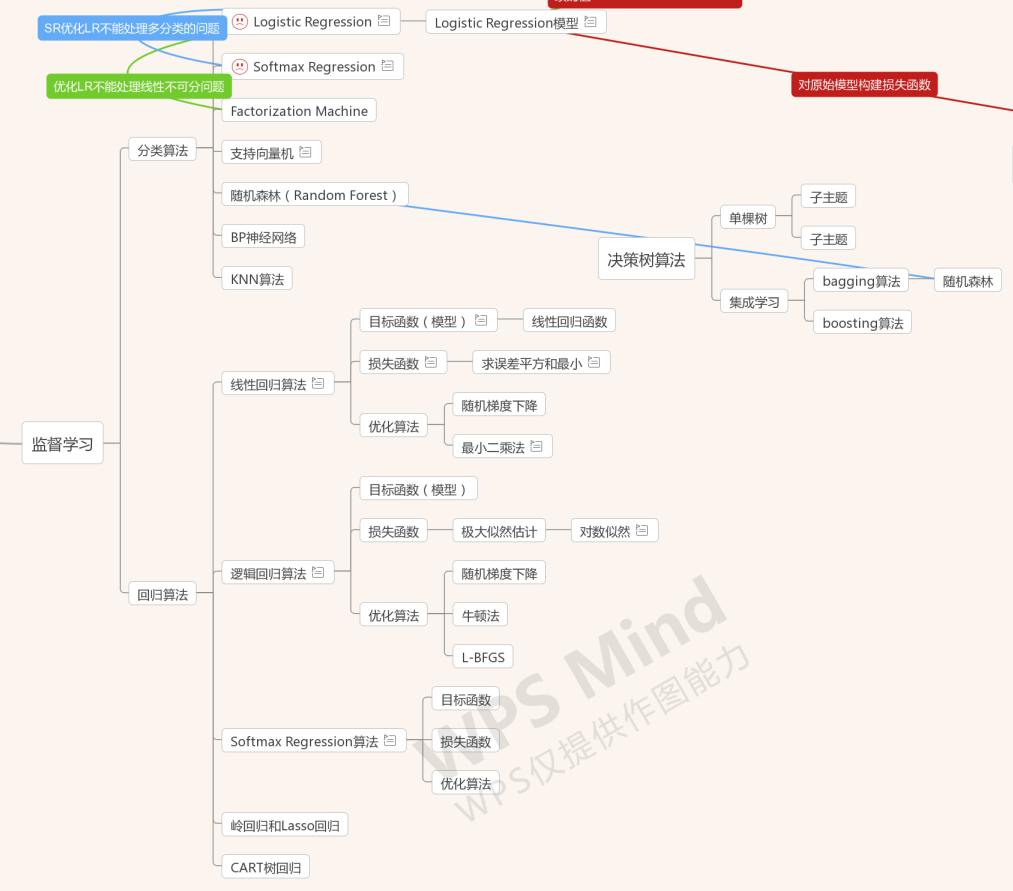 SR优化LR不能处理多分类的问题
Logistic Regression
Logistic Regression模型
Softmax Regression
优化LR不能处理线性不可分问题
对原始模型构建损失函数
Factorization Machine
分类算法
支持向量机
随机森林（Random Forest）
BP神经网络
KNN算法
决策树算法
单棵树
子主题
子主题
集成学习
bagging算法
随机森林
boosting算法
监督学习
线性回归算法
目标函数（模型）
线性回归函数
损失函数
求误差平方和最小
优化算法
随机梯度下降
最小二乘法
回归算法
逻辑回归算法
目标函数（模型）
损失函数
极大似然估计
对数似然
优化算法
随机梯度下降
牛顿法
L-BFGS
Softmax Regression算法
目标函数
损失函数
优化算法
岭回归和Lasso回归
CART树回归
WPS Mind
WPS仅提供作图能力